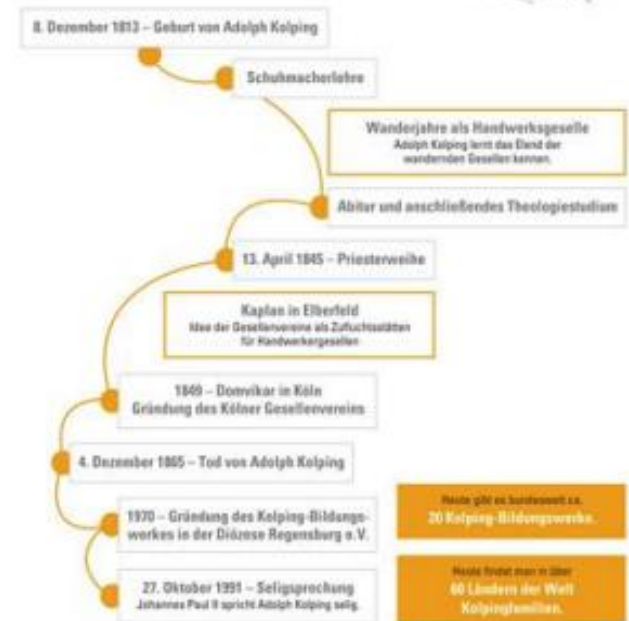 8. Dezember 1813 – Geburt von Adolph Kolping
Schuhmacherlehre
Wanderjahre als Handwerksgeselle
Adolph Kolping lernt das Elend der
wandernden Gesellen kennen.
Abitur und anschließendes Theologiestudium
13. April 1845 – Priesterweihe
Kaplan in Elberfeld
Idee der Gesellenvereine als Zufluchtsstätten
für Handwerkergesellen
1849 – Domvikar in Köln
Gründung des Kölner Gesellenvereins
4. Dezember 1865 – Tod von Adolph Kolping
1970 – Gründung des Kolping-Bildungs-
werkes in der Diözese Regensburg e.V.
Heute gibt es bundesweit ca.
20 Kolping-Bildungswerke.
27. Oktober 1991 – Seligsprechung
Johannes Paul II spricht Adolph Kolping selig.
Heute findet man in über
60 Ländern der Welt
Kolpingfamilien.